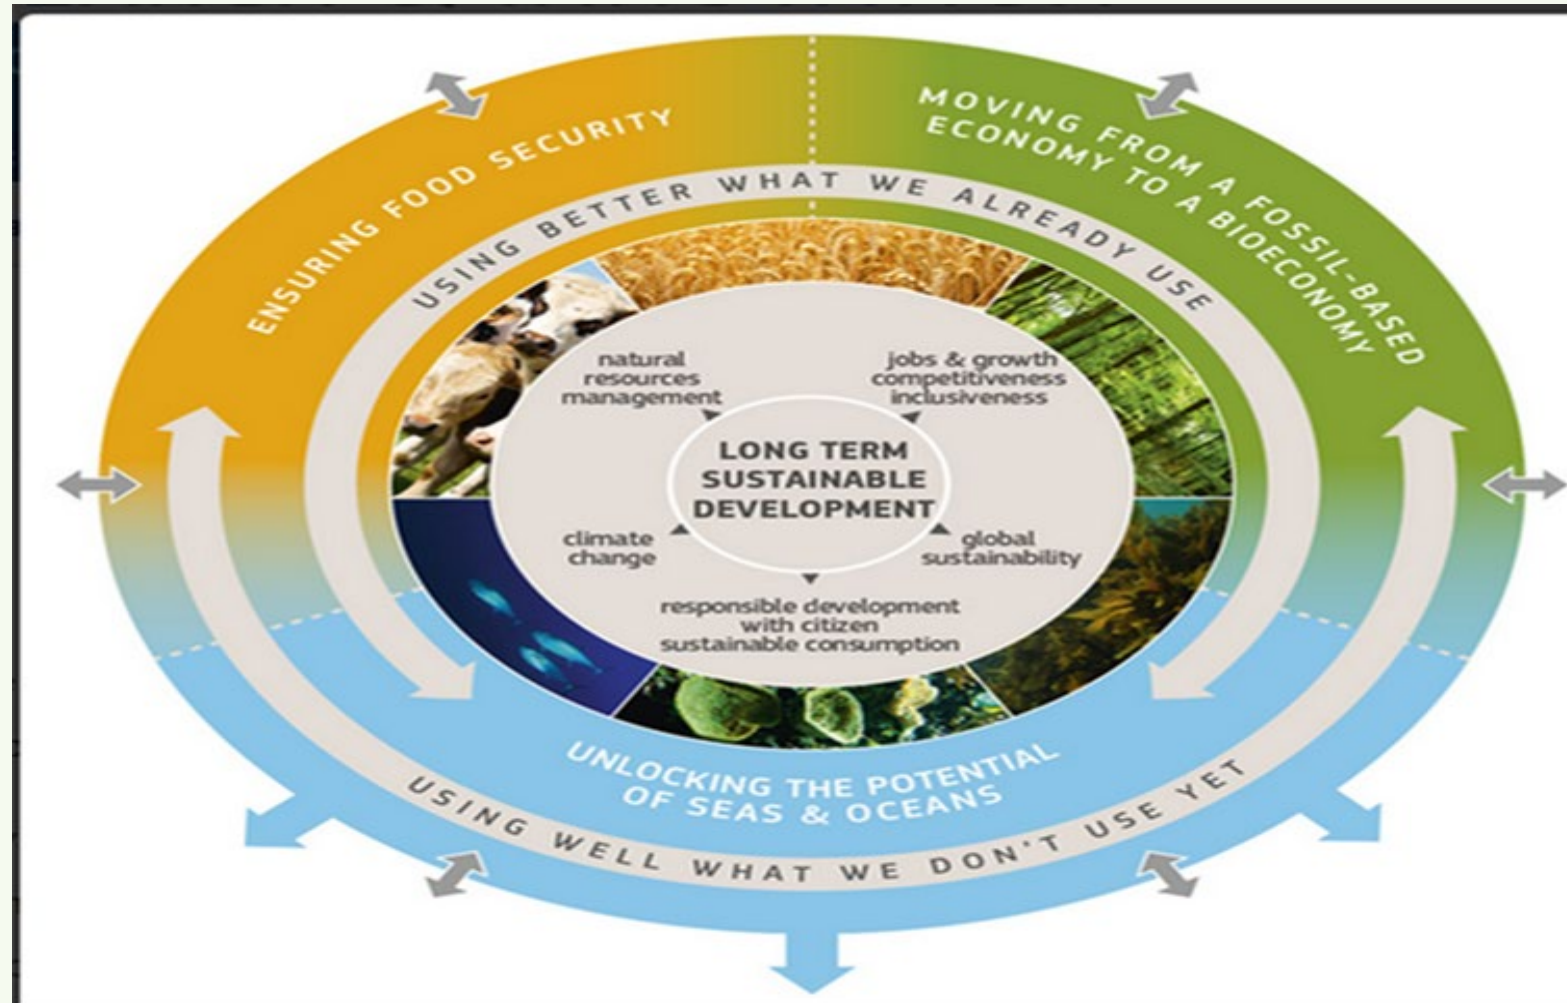 ENSURING FOOD SECURITY
MOVING FROM A FOSSIL-BASED
ECONOMY TO A BIOECONOMY
USING BETTER WHAT WE ALREADY USE
natural
resources
management
jobs & growth
competitiveness
inclusiveness
LONG TERM
SUSTAINABLE
DEVELOPMENT
climate
change
global
sustainability
responsible development
with citizen
sustainable consumption
UNLOCKING THE POTENTIAL
OF SEAS & OCEANS
USING WELL WHAT WE DON'T USE YET